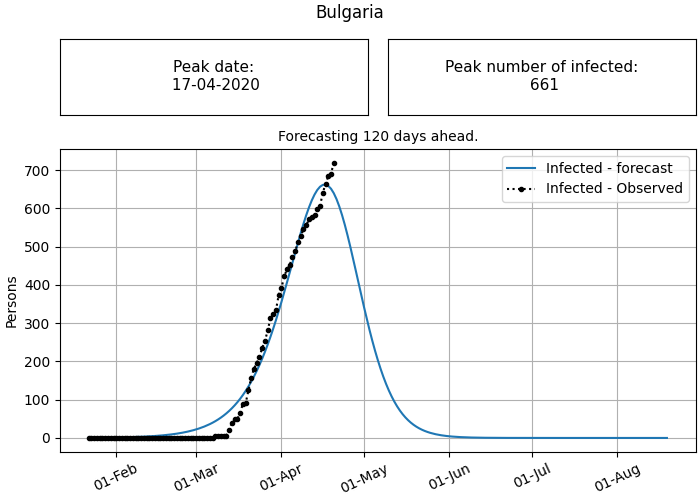 Bulgaria
Peak date:
17-04-2020
Peak number of infected:
661
Forecasting 120 days ahead.
Infected - forecast
Infected - Observed
Persons
700
600
500
400
300
200
100
0
01-Feb
01-Mar
01-Apr
01-May
01-Jun
01-Jul
01-Aug